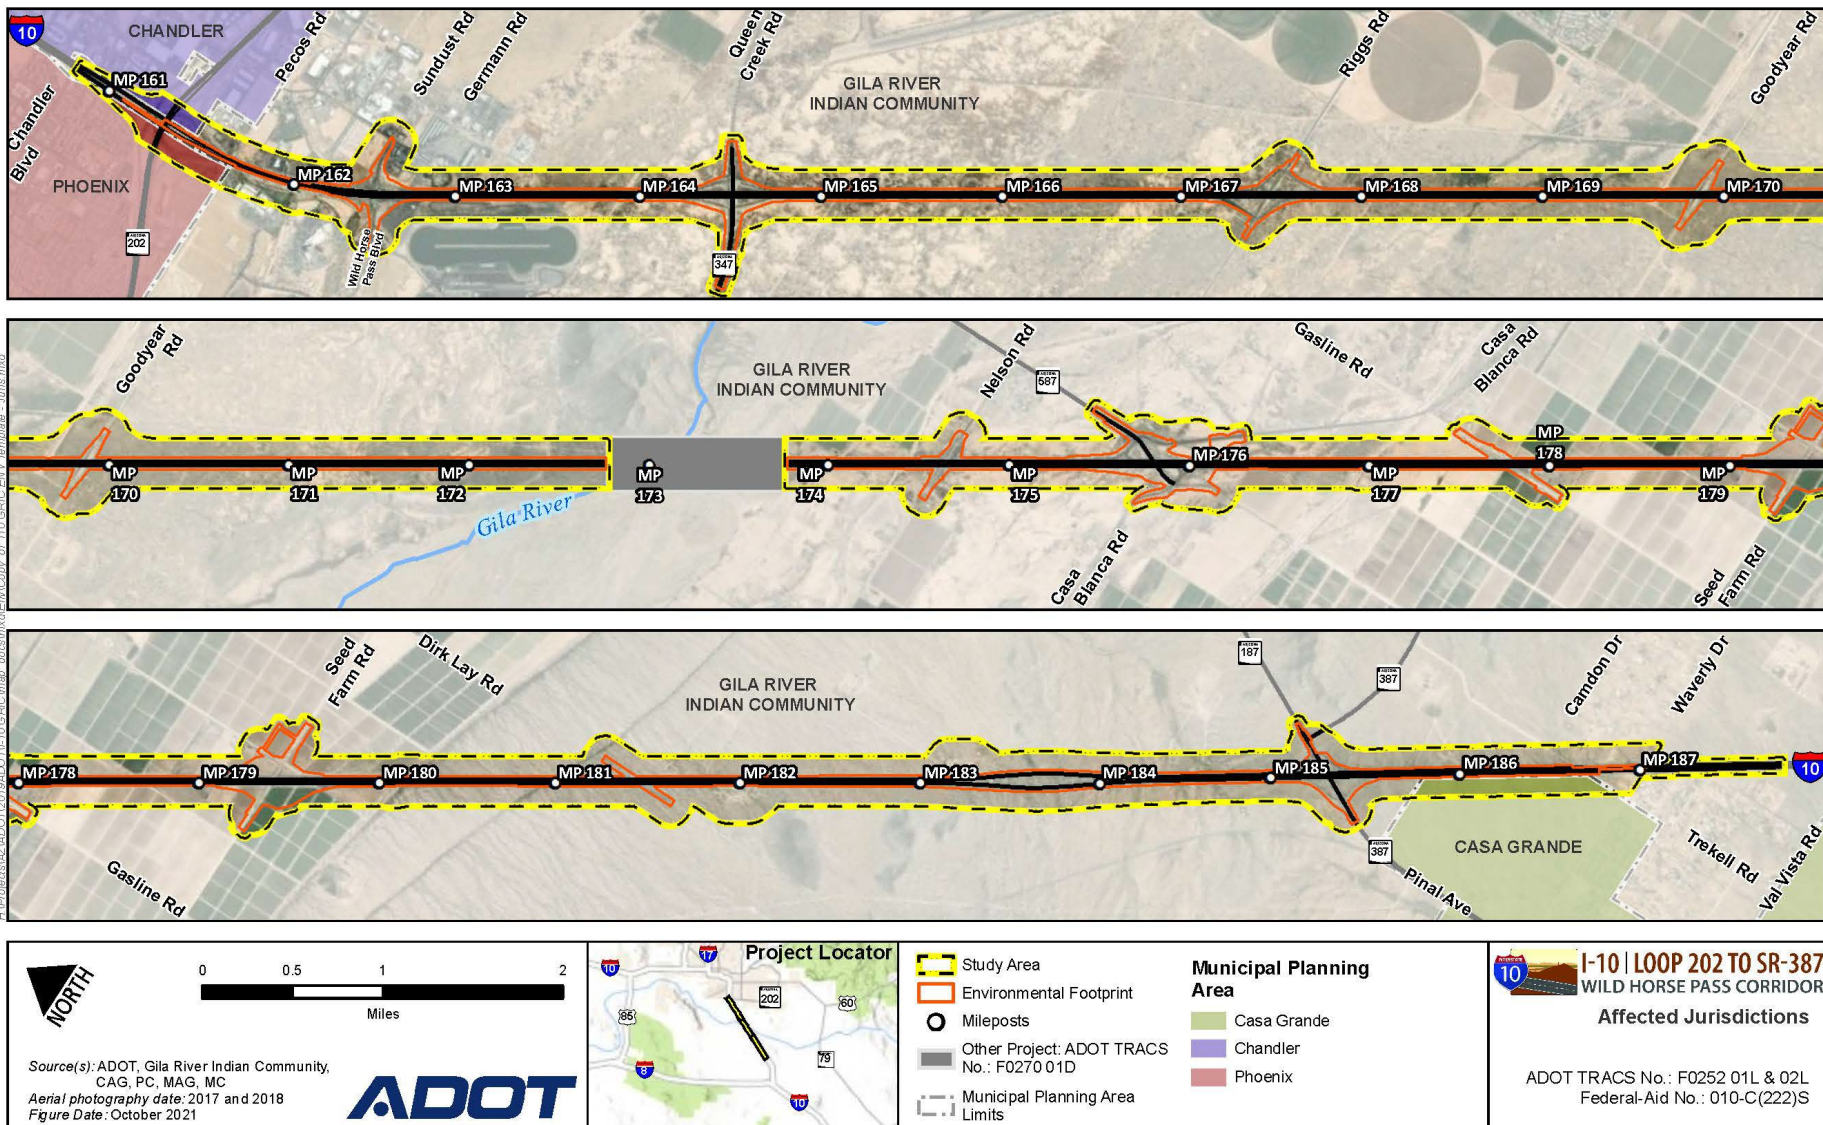 10
CHANDLER
Pecos Rd
Sundust Rd
Germann Rd
Queen
Creek Rd
GILA RIVER
INDIAN COMMUNITY
Riggs Rd
Goodyear Rd
Chandler
Blvd
PHOENIX
ARIZONA
202
MP 161
MP 162
MP 163
MP 164
MP 165
MP 166
MP 167
MP 168
MP 169
MP 170
Wild Horse
Pass Blvd
ARIZONA
347
Goodyear
Rd
GILA RIVER
INDIAN COMMUNITY
Nelson Rd
ARIZONA
587
Gasline Rd
Casa
Blanca Rd
MP
170
MP
171
MP
172
MP
173
MP
174
MP
175
MP 176
MP
177
MP
178
MP
179
Gila River
Casa
Blanca Rd
Seed
Farm Rd
Seed
Farm Rd
Dirk Lay Rd
GILA RIVER
INDIAN COMMUNITY
ARIZONA
187
ARIZONA
387
Camdon Dr
Waverly Dr
MP 178
MP 179
MP 180
MP 181
MP 182
MP 183
MP 184
MP 185
MP 186
MP 187
10
Gasline Rd
ARIZONA
387
Pinal Ave
CASA GRANDE
Trekell Rd
Val Vista Rd
NORTH
0 0.5 1 2
Miles
Source(s): ADOT, Gila River Indian Community,
CAG, PC, MAG, MC
Aerial photography date: 2017 and 2018
Figure Date: October 2021
ADOT
Project Locator
10
17
202
60
85
79
8
10
Study Area
Environmental Footprint
Mileposts
Other Project: ADOT TRACS
No.: F0270 01D
Municipal Planning Area
Limits
Municipal Planning
Area
Casa Grande
Chandler
Phoenix
INTERSTATE
10
I-10 | LOOP 202 TO SR-387
WILD HORSE PASS CORRIDOR
Affected Jurisdictions
ADOT TRACS No.: F0252 01L & 02L
Federal-Aid No.: 010-C(222)S